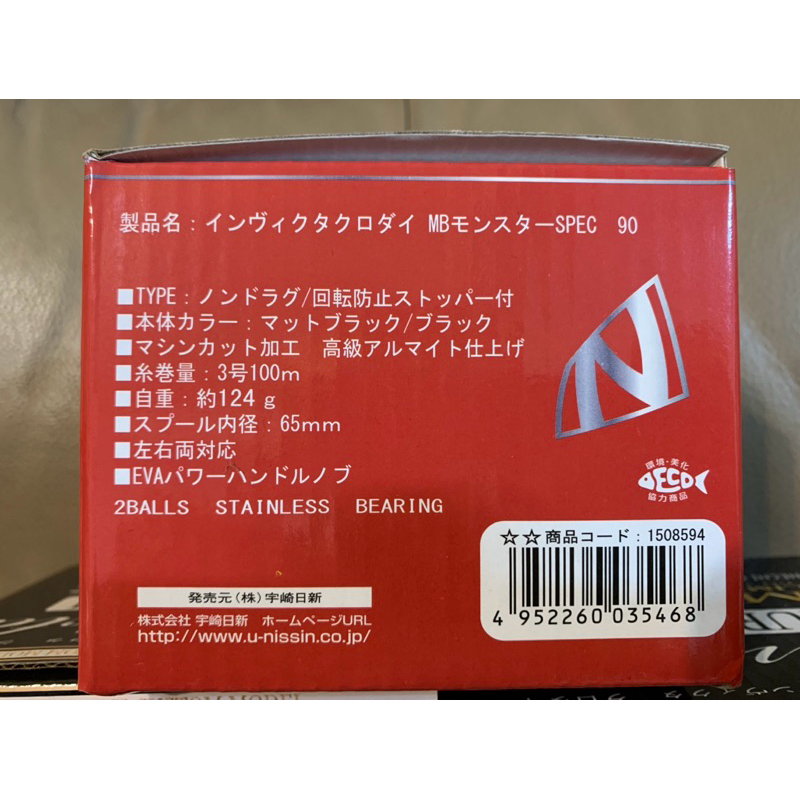 製品名：インヴィクタクロダイ MBモンスターSPEC 90
■TYPE：ノンドラグ/回転防止ストッパー付
■本体カラー：マットブラック/ブラック
■マシンカット加工 高級アルマイト仕上げ
■糸巻量：3号100m
■自重：約124g
■スプール内径：65mm
■左右両対応
■EVAパワーハンドルノブ
2BALLS STAINLESS BEARING
N
環境・美化
ECO
協力商品
☆☆商品コード：1508594
4 952260 035468
発売元（株）宇崎日新
株式会社 宇崎日新 ホームページURL
http://www.u-nissin.co.jp/